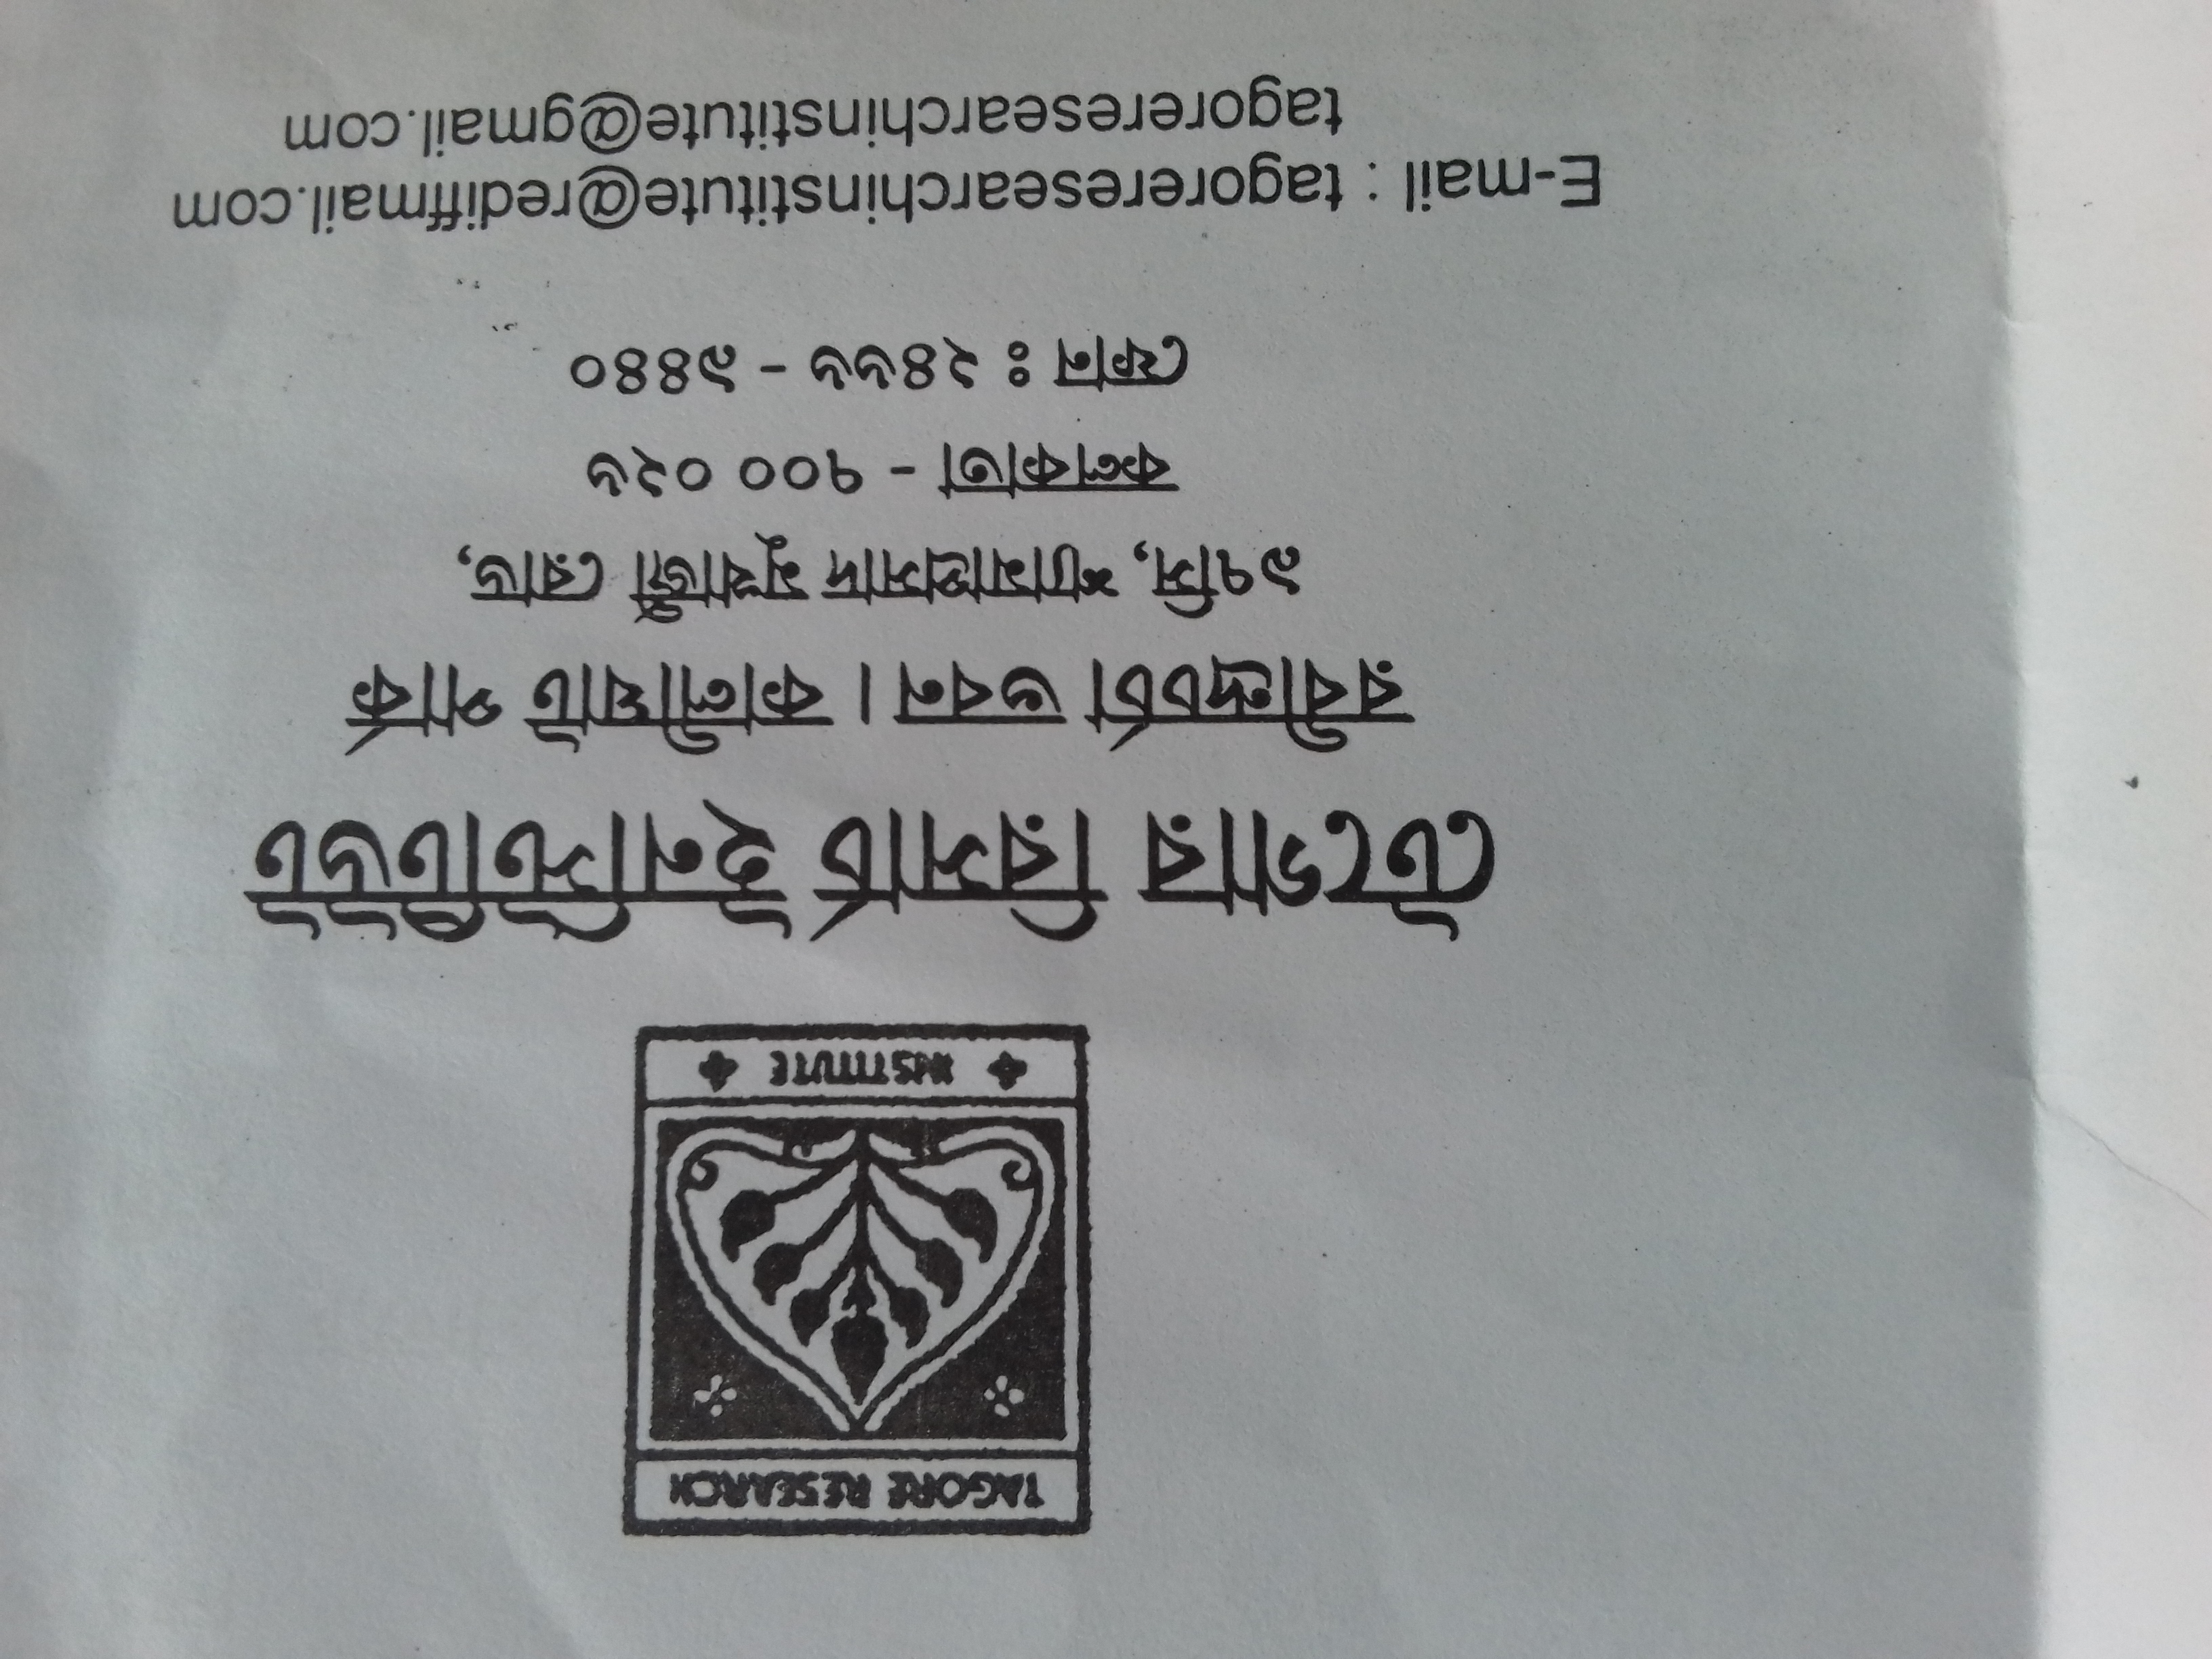 TAGORE RESEARCH
INSTITUTE
টেগোর রিসার্চ ইনস্টিটিউট
রবীন্দ্রচর্চা ভবন। কালীঘাট পার্ক
১৭সি, শ্যামাপ্রসাদ মুখার্জী রোড,
কলকাতা - ৭০০ ০২৬
ফোন ঃ ২৪৬৬ - ৯৪৪০
E-mail : tagoreresearchinstitute@rediffmail.com
tagoreresearchinstitute@gmail.com